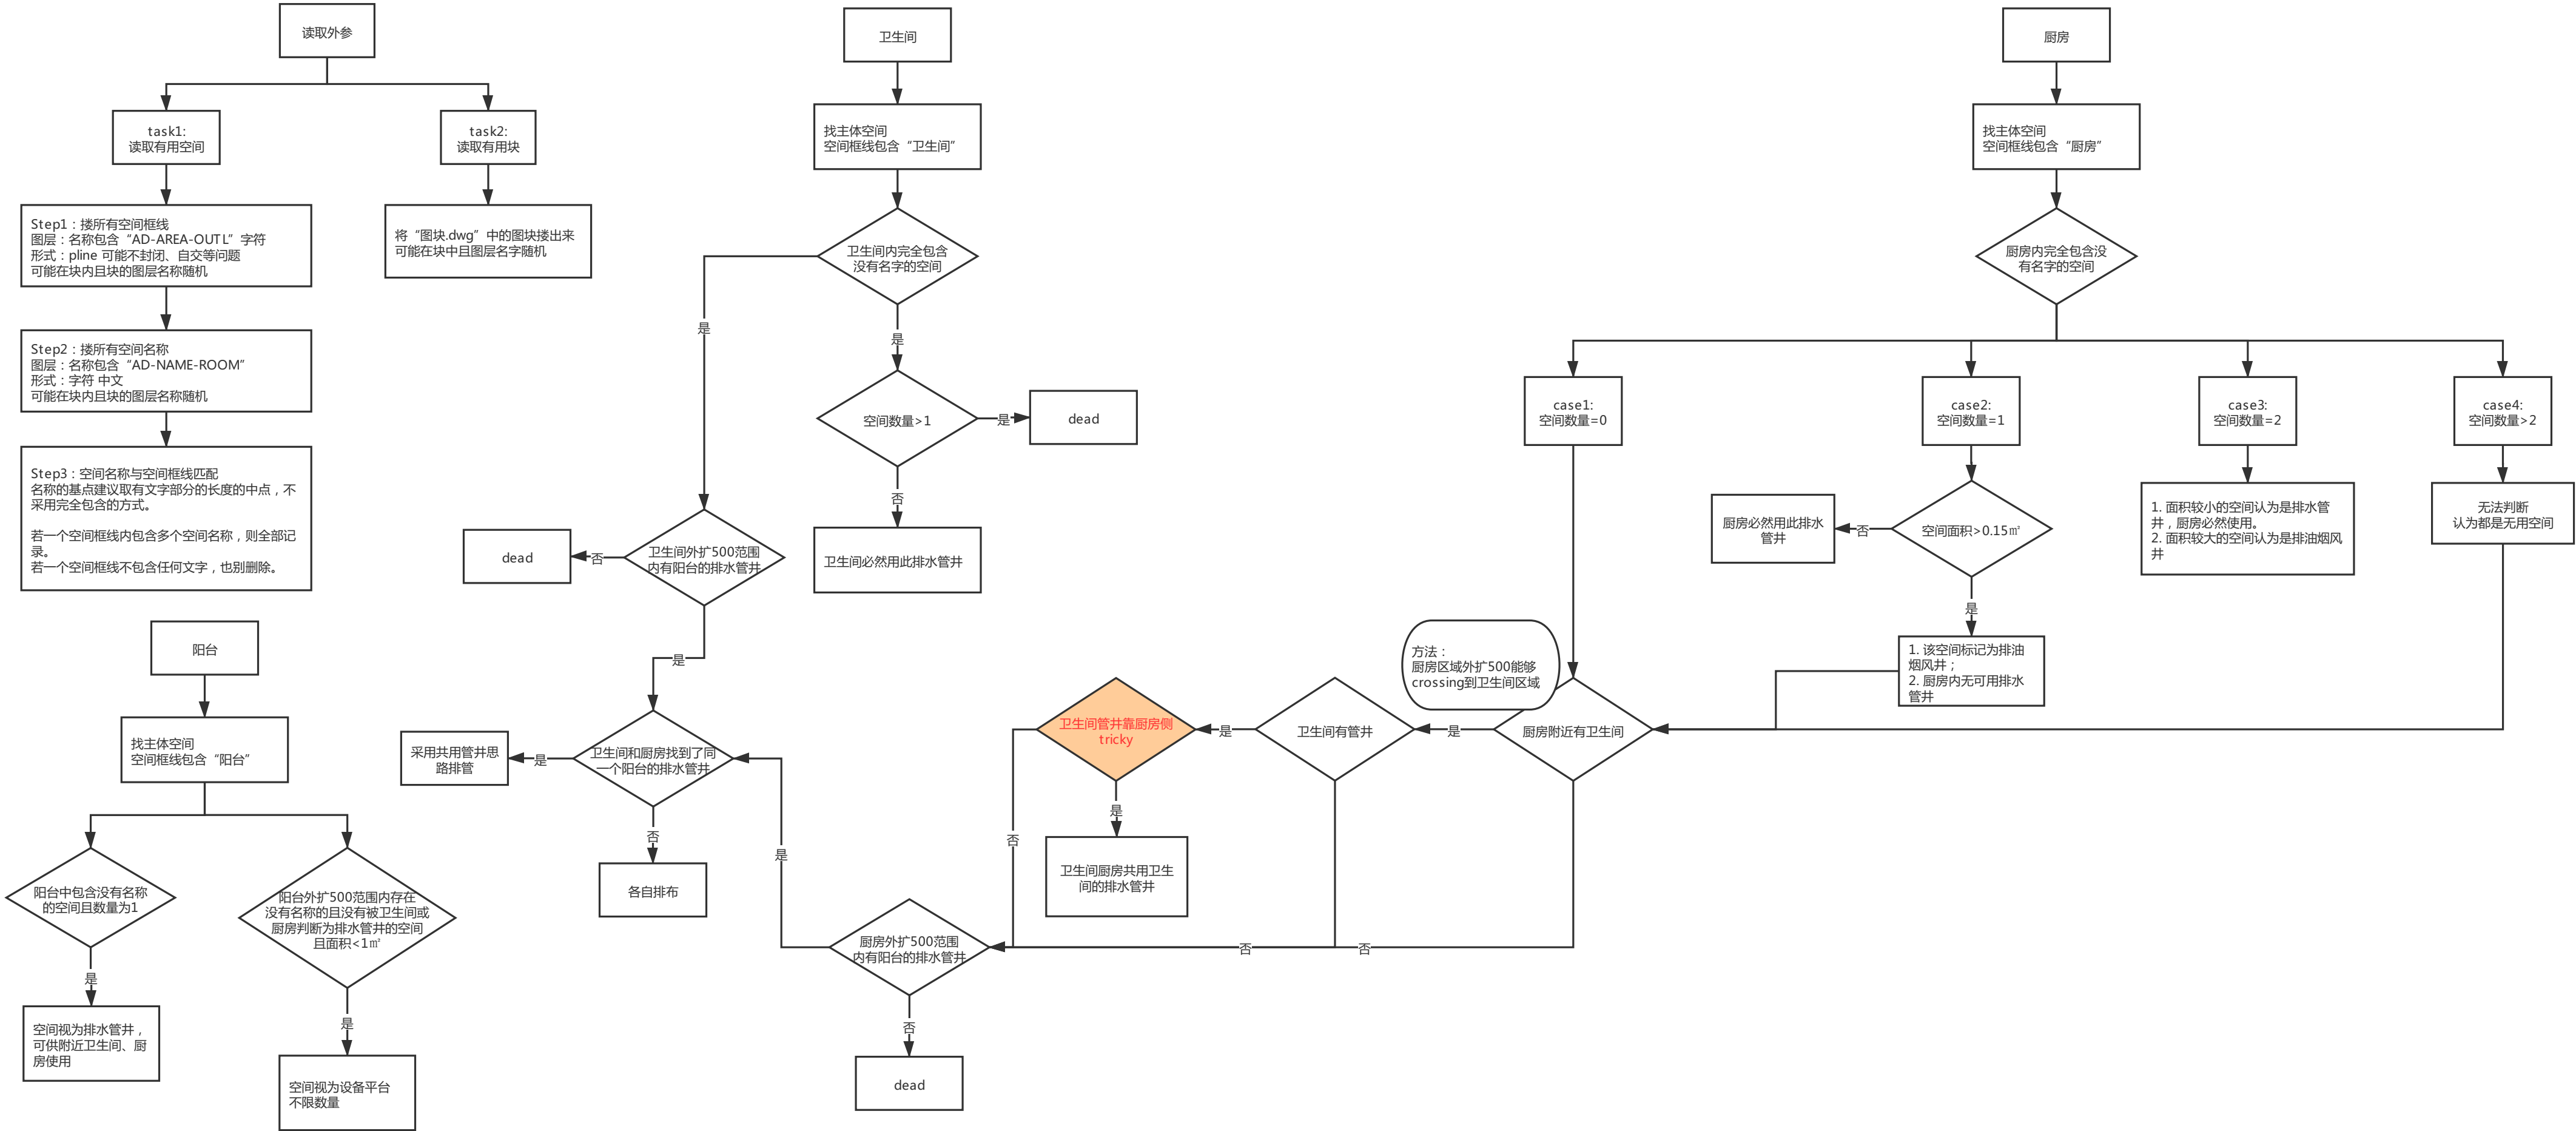 读取外参
task1:
读取有用空间
task2:
读取有用块
Step1：搂所有空间框线
图层：名称包含“AD-AREA-OUTL”字符
形式：pline 可能不封闭、自交等问题
可能在块内且块的图层名称随机
将“图块.dwg”中的图块搂出来
可能在块中且图层名字随机
Step2：搂所有空间名称
图层：名称包含“AD-NAME-ROOM”
形式：字符 中文
可能在块内且块的图层名称随机
Step3：空间名称与空间框线匹配
名称的基点建议取有文字部分的长度的中点，不
采用完全包含的方式。
若一个空间框线内包含多个空间名称，则全部记
录。
若一个空间框线不包含任何文字，也别删除。
阳台
找主体空间
空间框线包含“阳台”
阳台中包含没有名称
的空间且数量为1
是
空间视为排水管井，
可供附近卫生间、厨
房使用
阳台外扩500范围内存在
没有名称的且没有被卫生间或
厨房判断为排水管井的空间
且面积<1㎡
是
空间视为设备平台
不限数量
卫生间
找主体空间
空间框线包含“卫生间”
卫生间内完全包含
没有名字的空间
是
是
空间数量>1
是
dead
否
卫生间必然用此排水管井
卫生间外扩500范围
内有阳台的排水管井
否
dead
是
卫生间和厨房找到了同
一个阳台的排水管井
是
采用共用管井思
路排管
否
各自排布
厨房
找主体空间
空间框线包含“厨房”
厨房内完全包含没
有名字的空间
case1:
空间数量=0
case2:
空间数量=1
case3:
空间数量=2
case4:
空间数量>2
空间面积>0.15㎡
否
厨房必然用此排水
管井
是
1. 该空间标记为排油
烟风井；
2. 厨房内无可用排水
管井
1. 面积较小的空间认为是排水管
井，厨房必然使用。
2. 面积较大的空间认为是排油烟风
井
无法判断
认为都是无用空间
方法：
厨房区域外扩500能够
crossing到卫生间区域
厨房附近有卫生间
是
卫生间有管井
是
卫生间管井靠厨房侧
tricky
是
卫生间厨房共用卫生
间的排水管井
否
否
否
厨房外扩500范围
内有阳台的排水管井
是
否
dead